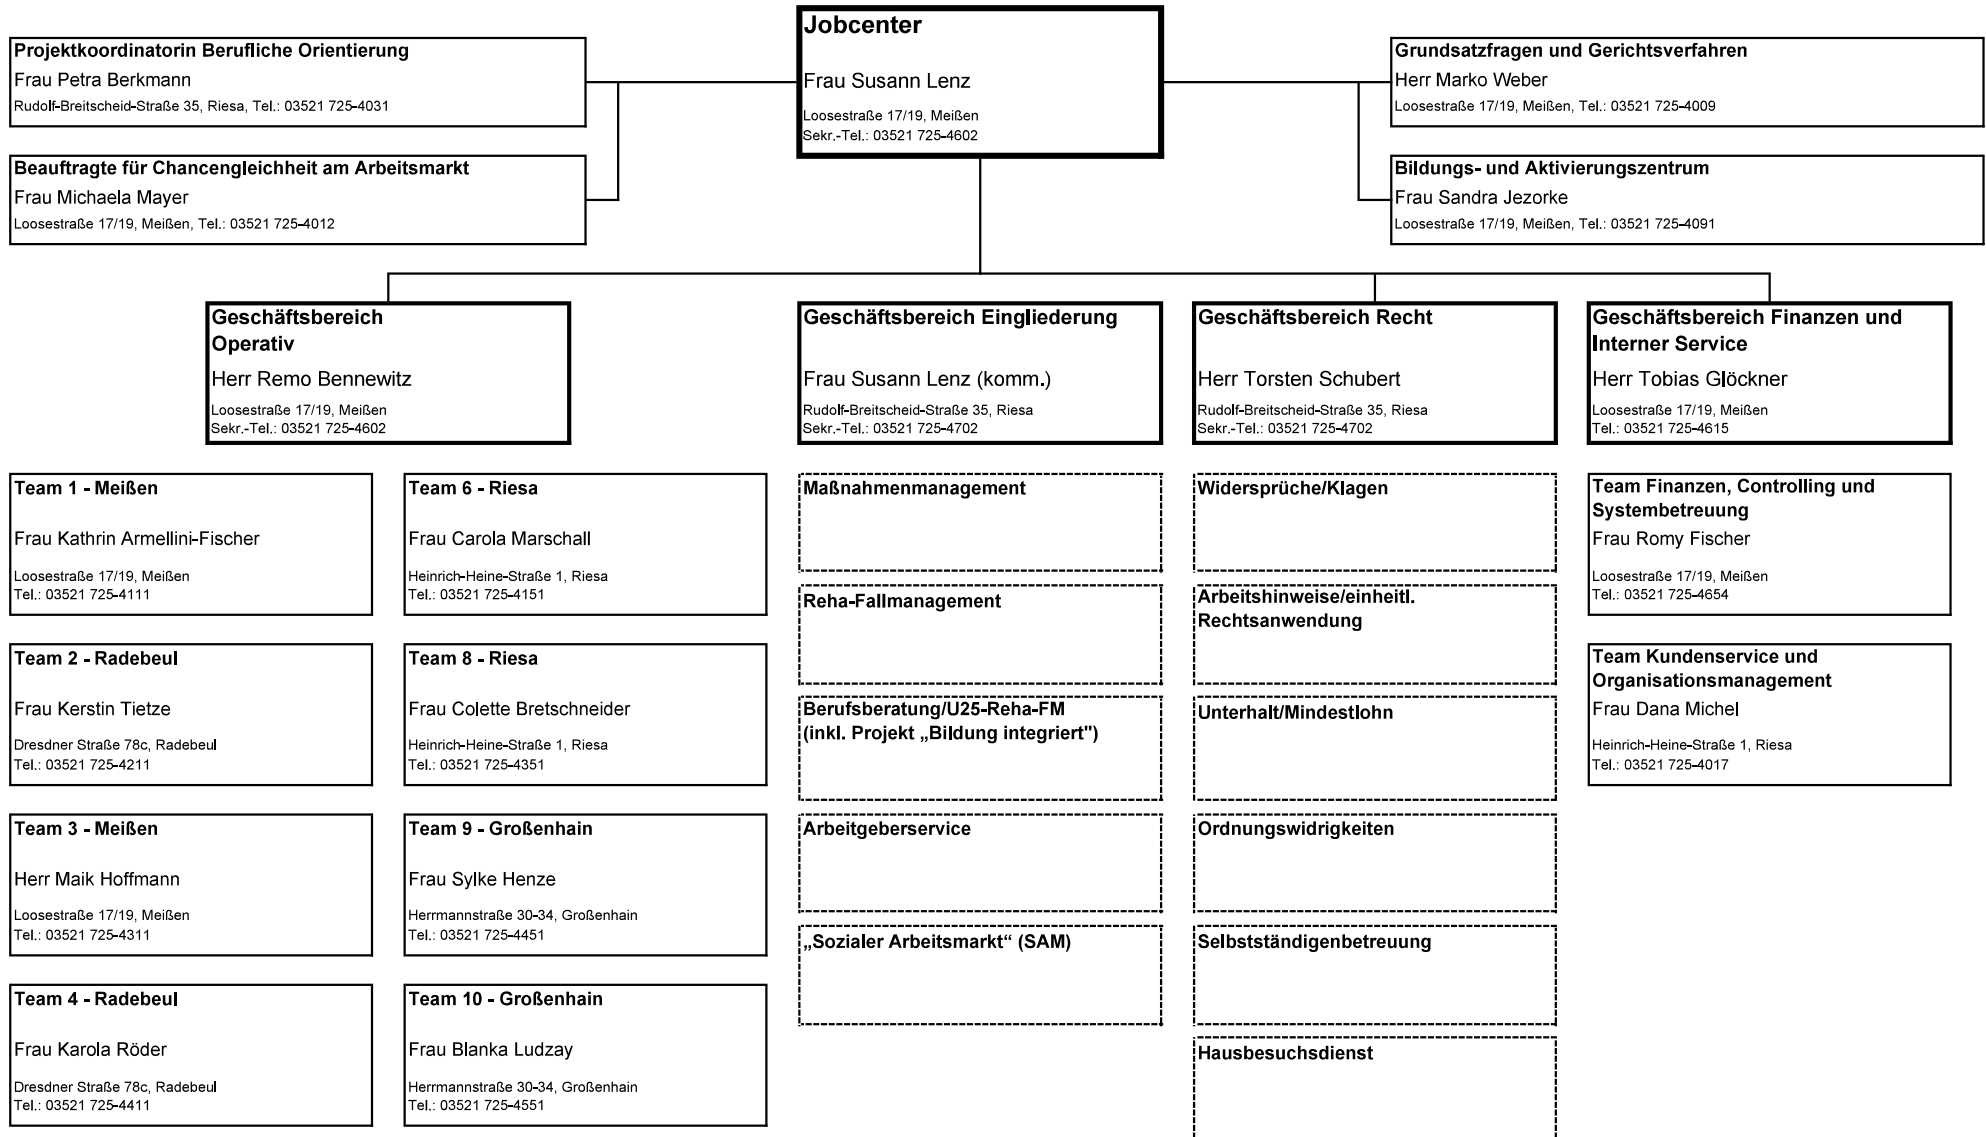 Jobcenter
Frau Susann Lenz
Loosestraße 17/19, Meißen
Sekr.-Tel.: 03521 725-4602
Projektkoordinatorin Berufliche Orientierung
Frau Petra Berkmann
Rudolf-Breitscheid-Straße 35, Riesa, Tel.: 03521 725-4031
Beauftragte für Chancengleichheit am Arbeitsmarkt
Frau Michaela Mayer
Loosestraße 17/19, Meißen, Tel.: 03521 725-4012
Grundsatzfragen und Gerichtsverfahren
Herr Marko Weber
Loosestraße 17/19, Meißen, Tel.: 03521 725-4009
Bildungs- und Aktivierungszentrum
Frau Sandra Jezorke
Loosestraße 17/19, Meißen, Tel.: 03521 725-4091
Geschäftsbereich
Operativ
Herr Remo Bennewitz
Loosestraße 17/19, Meißen
Sekr.-Tel.: 03521 725-4602
Team 1 - Meißen
Frau Kathrin Armellini-Fischer
Loosestraße 17/19, Meißen
Tel.: 03521 725-4111
Team 2 - Radebeul
Frau Kerstin Tietze
Dresdner Straße 78c, Radebeul
Tel.: 03521 725-4211
Team 3 - Meißen
Herr Maik Hoffmann
Loosestraße 17/19, Meißen
Tel.: 03521 725-4311
Team 4 - Radebeul
Frau Karola Röder
Dresdner Straße 78c, Radebeul
Tel.: 03521 725-4411
Team 6 - Riesa
Frau Carola Marschall
Heinrich-Heine-Straße 1, Riesa
Tel.: 03521 725-4151
Team 8 - Riesa
Frau Colette Bretschneider
Heinrich-Heine-Straße 1, Riesa
Tel.: 03521 725-4351
Team 9 - Großenhain
Frau Sylke Henze
Herrmannstraße 30-34, Großenhain
Tel.: 03521 725-4451
Team 10 - Großenhain
Frau Blanka Ludzay
Herrmannstraße 30-34, Großenhain
Tel.: 03521 725-4551
Geschäftsbereich Eingliederung
Frau Susann Lenz (komm.)
Rudolf-Breitscheid-Straße 35, Riesa
Sekr.-Tel.: 03521 725-4702
Maßnahmenmanagement
Reha-Fallmanagement
Berufsberatung/U25-Reha-FM
(inkl. Projekt „Bildung integriert")
Arbeitgeberservice
„Sozialer Arbeitsmarkt“ (SAM)
Geschäftsbereich Recht
Herr Torsten Schubert
Rudolf-Breitscheid-Straße 35, Riesa
Sekr.-Tel.: 03521 725-4702
Widersprüche/Klagen
Arbeitshinweise/einheitl.
Rechtsanwendung
Unterhalt/Mindestlohn
Ordnungswidrigkeiten
Selbstständigenbetreuung
Hausbesuchsdienst
Geschäftsbereich Finanzen und
Interner Service
Herr Tobias Glöckner
Loosestraße 17/19, Meißen
Tel.: 03521 725-4615
Team Finanzen, Controlling und
Systembetreuung
Frau Romy Fischer
Loosestraße 17/19, Meißen
Tel.: 03521 725-4654
Team Kundenservice und
Organisationsmanagement
Frau Dana Michel
Heinrich-Heine-Straße 1, Riesa
Tel.: 03521 725-4017